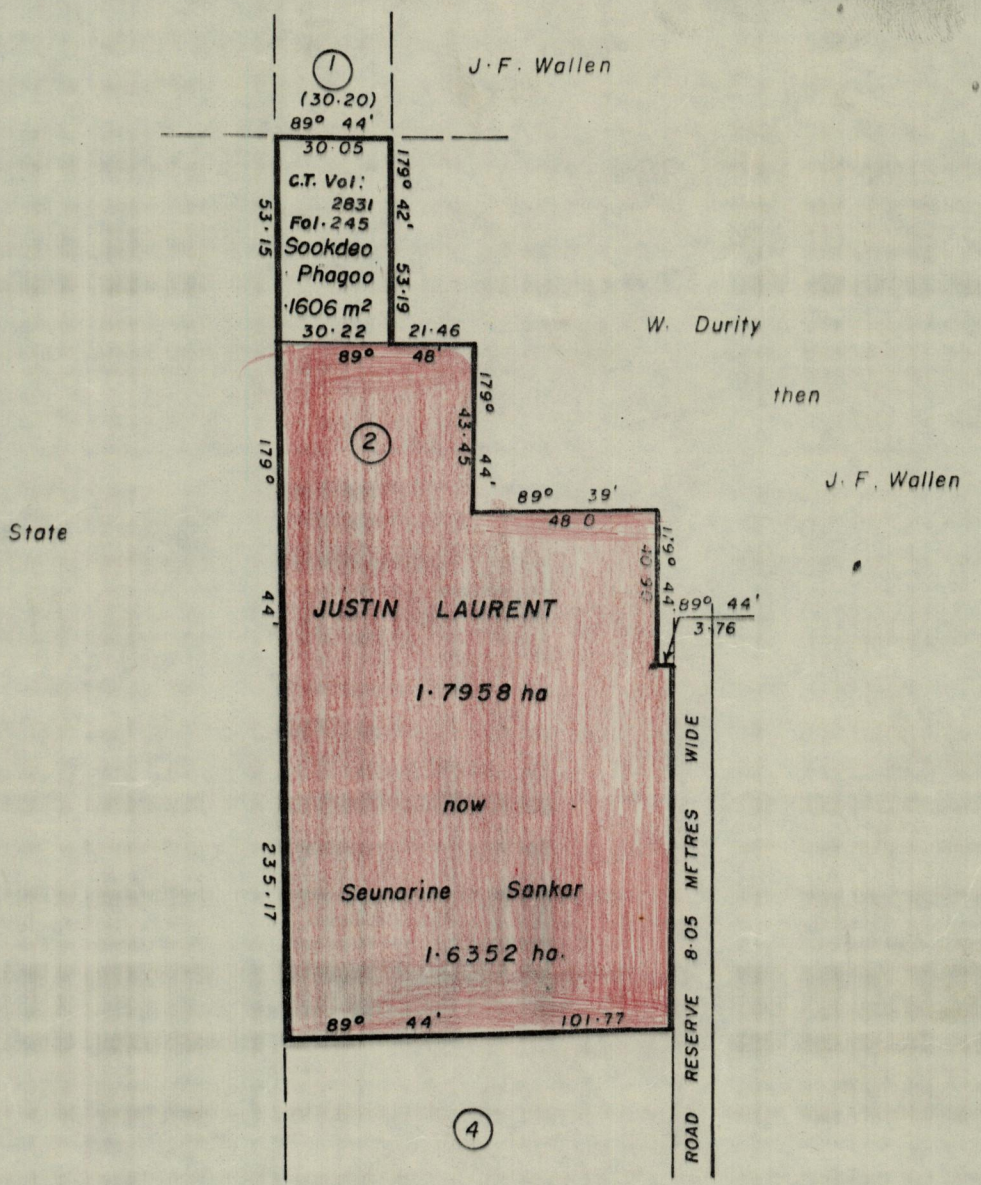 1
J. F. Wallen
(30.20)
89° 44'
30.05
C.T. Vol:
2831
Fol. 245
Sookdeo
Phagoo
1606 m²
30.22
53.15
179° 42'
53.19
21.46
89° 48'
W. Durity
then
J. F. Wallen
2
179° 44'
43.45
89° 39'
48 0
179° 44'
40.90
89° 44'
3.76
State
179° 44'
235.17
JUSTIN LAURENT
1.7958 ha
now
Seunarine Sankar
1.6352 ha.
89° 44' 101.77
ROAD RESERVE 8.05 METRES WIDE
4